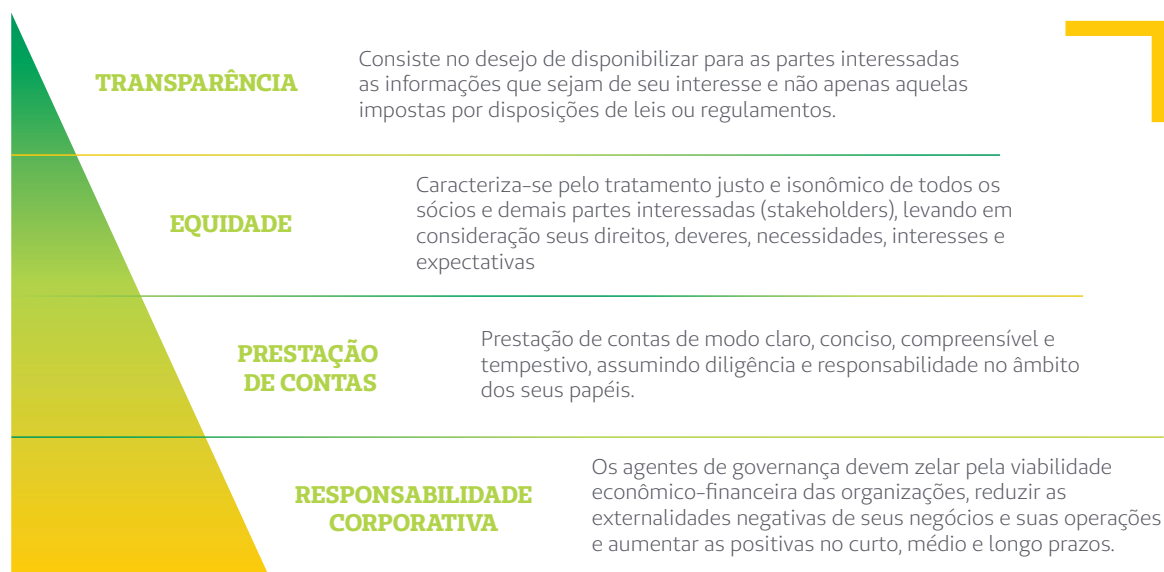 TRANSPARÊNCIA
Consiste no desejo de disponibilizar para as partes interessadas
as informações que sejam de seu interesse e não apenas aquelas
impostas por disposições de leis ou regulamentos.
EQUIDADE
Caracteriza-se pelo tratamento justo e isonômico de todos os
sócios e demais partes interessadas (stakeholders), levando em
consideração seus direitos, deveres, necessidades, interesses e
expectativas
PRESTAÇÃO
DE CONTAS
Prestação de contas de modo claro, conciso, compreensível e
tempestivo, assumindo diligência e responsabilidade no âmbito
dos seus papéis.
RESPONSABILIDADE
CORPORATIVA
Os agentes de governança devem zelar pela viabilidade
econômico-financeira das organizações, reduzir as
externalidades negativas de seus negócios e suas operações
e aumentar as positivas no curto, médio e longo prazos.